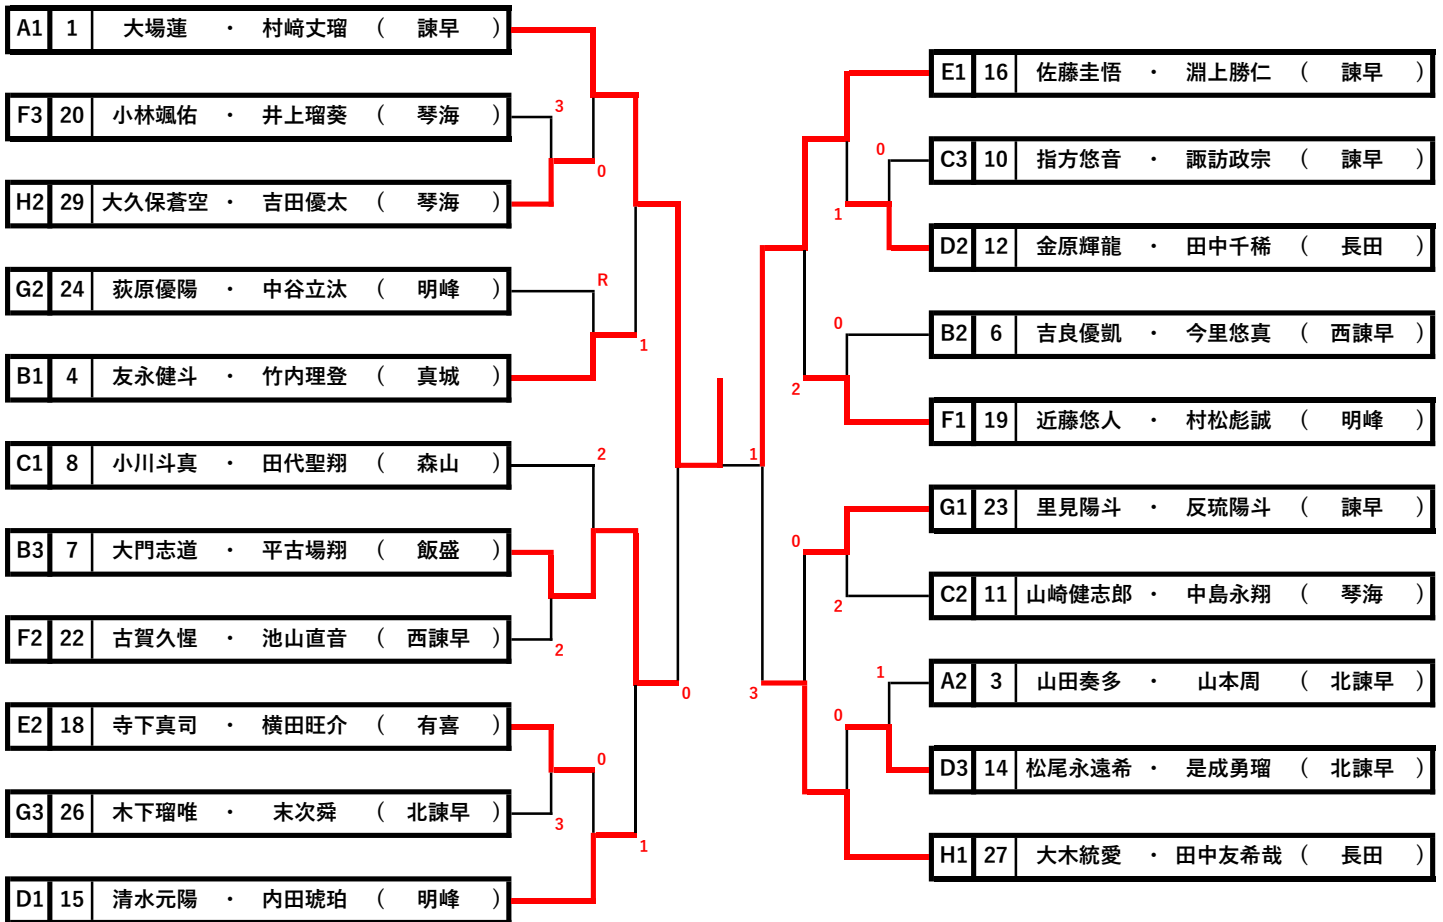 A1 1 大場蓮 ・ 村﨑丈瑠 ( 諫早 )
F3 20 小林颯佑 ・ 井上瑠葵 ( 琴海 )
3
0
H2 29 大久保蒼空 ・ 吉田優太 ( 琴海 )
G2 24 荻原優陽 ・ 中谷立汰 ( 明峰 )
R
1
B1 4 友永健斗 ・ 竹内理登 ( 真城 )
C1 8 小川斗真 ・ 田代聖翔 ( 森山 )
2
B3 7 大門志道 ・ 平古場翔 ( 飯盛 )
F2 22 古賀久惺 ・ 池山直音 ( 西諫早 )
2
0
E2 18 寺下真司 ・ 横田旺介 ( 有喜 )
0
G3 26 木下瑠唯 ・ 末次舜 ( 北諫早 )
3
1
D1 15 清水元陽 ・ 内田琥珀 ( 明峰 )
E1 16 佐藤圭悟 ・ 淵上勝仁 ( 諫早 )
0
C3 10 指方悠音 ・ 諏訪政宗 ( 諫早 )
1
D2 12 金原輝龍 ・ 田中千稀 ( 長田 )
0
B2 6 吉良優凱 ・ 今里悠真 ( 西諫早 )
2
F1 19 近藤悠人 ・ 村松彪誠 ( 明峰 )
1
G1 23 里見陽斗 ・ 反琉陽斗 ( 諫早 )
0
C2 11 山崎健志郎 ・ 中島永翔 ( 琴海 )
2
1
A2 3 山田奏多 ・ 山本周 ( 北諫早 )
3
0
D3 14 松尾永遠希 ・ 是成勇瑠 ( 北諫早 )
H1 27 大木統愛 ・ 田中友希哉 ( 長田 )